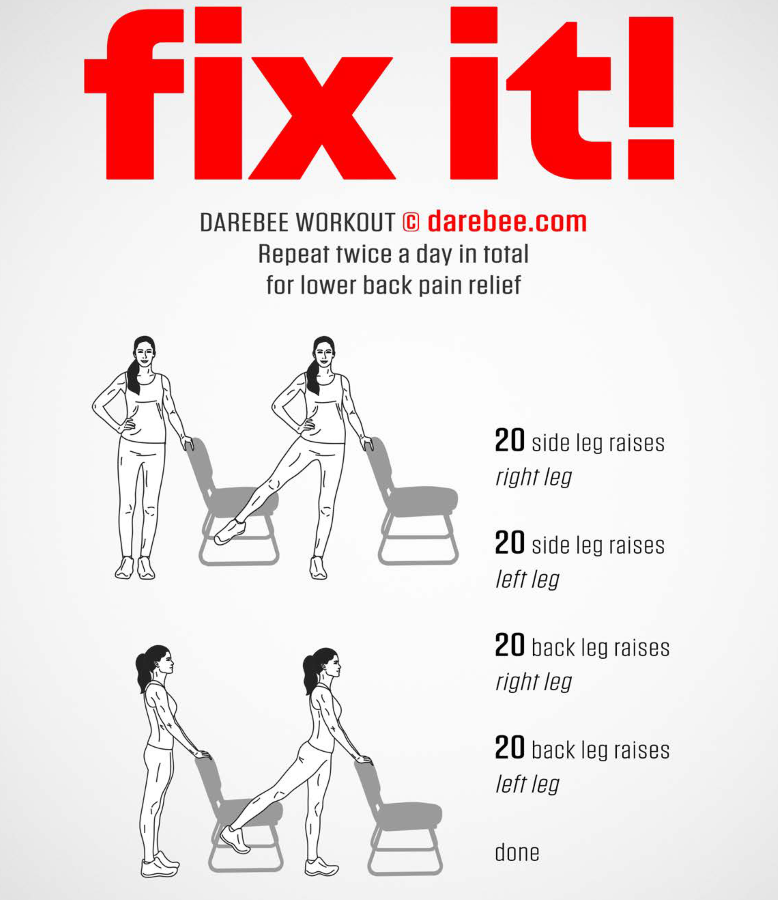 fix it!
DAREBEE WORKOUT © darebee.com
Repeat twice a day in total
for lower back pain relief
20 side leg raises
right leg
20 side leg raises
left leg
20 back leg raises
right leg
20 back leg raises
left leg
done